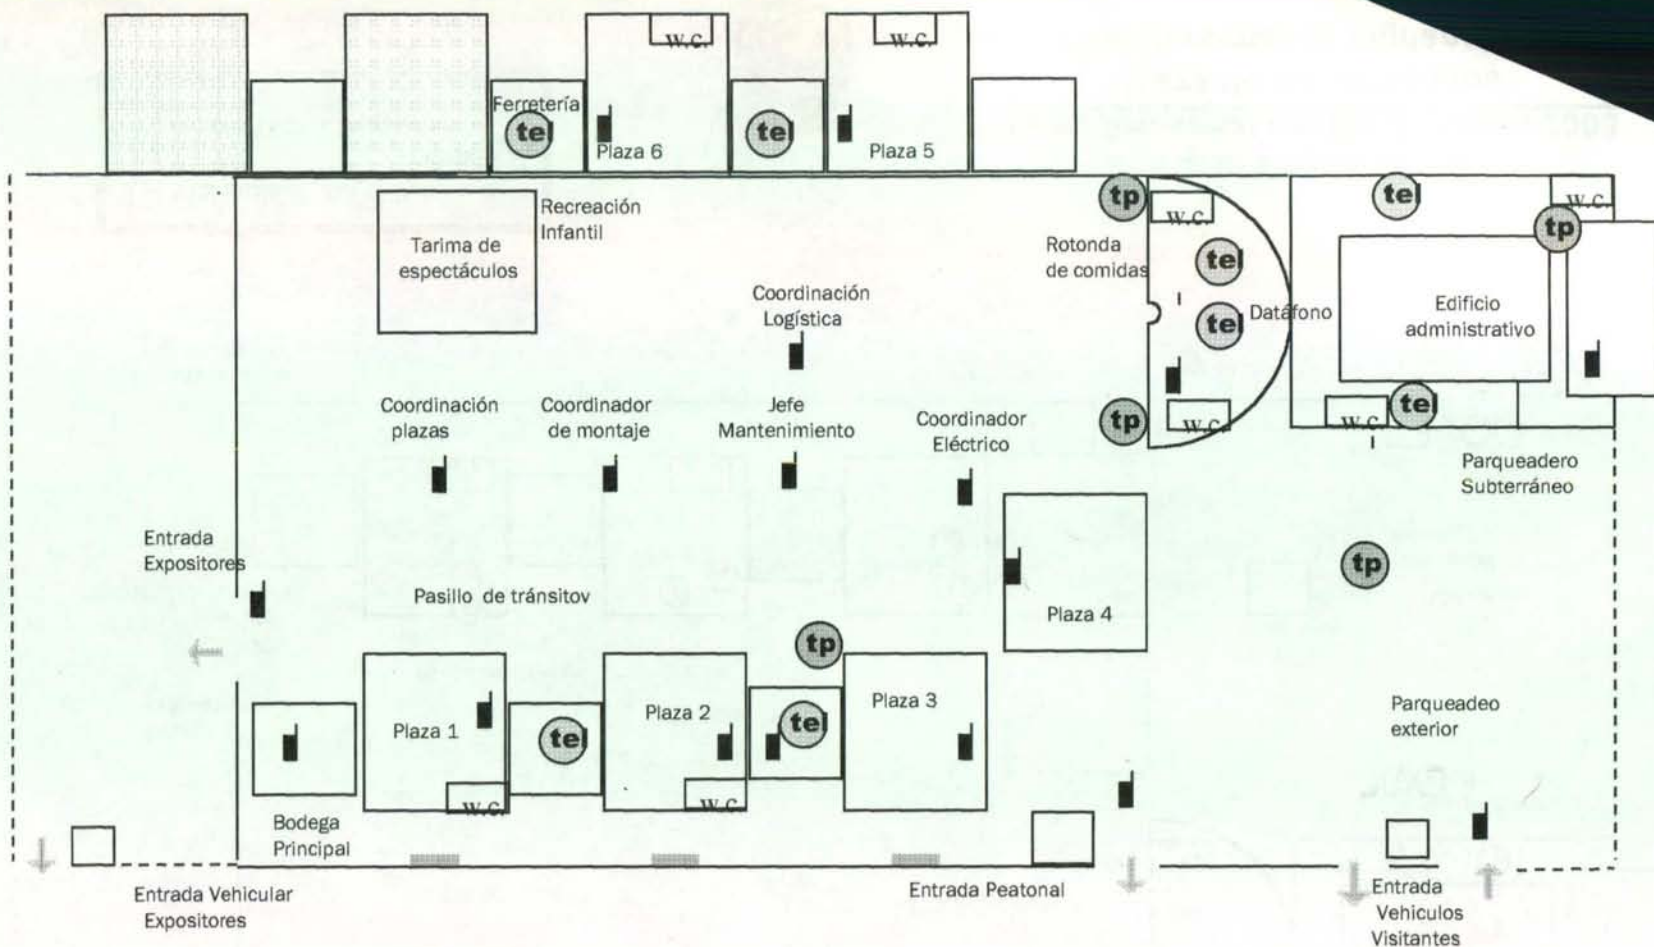 w.c.
w.c.
Ferretería
tel
tel
Plaza 6
Plaza 5
tp
w.c.
tel
w.c.
tp
Recreación
Infantil
Tarima de
espectáculos
Rotonda
de comidas
tel
Coordinación
Logística
tel
Datáfono
Edificio
administrativo
Coordinación
plazas
Coordinador
de montaje
Jefe
Mantenimiento
Coordinador
Eléctrico
tp
w.c.
w.c.
tel
Parqueadero
Subterráneo
Entrada
Expositores
tp
Pasillo de tránsitov
Plaza 4
tp
Plaza 1
tel
Plaza 2
tel
Plaza 3
Parqueadeo
exterior
w.c.
w.c.
Bodega
Principal
Entrada Vehicular
Expositores
Entrada Peatonal
Entrada
Vehiculos
Visitantes